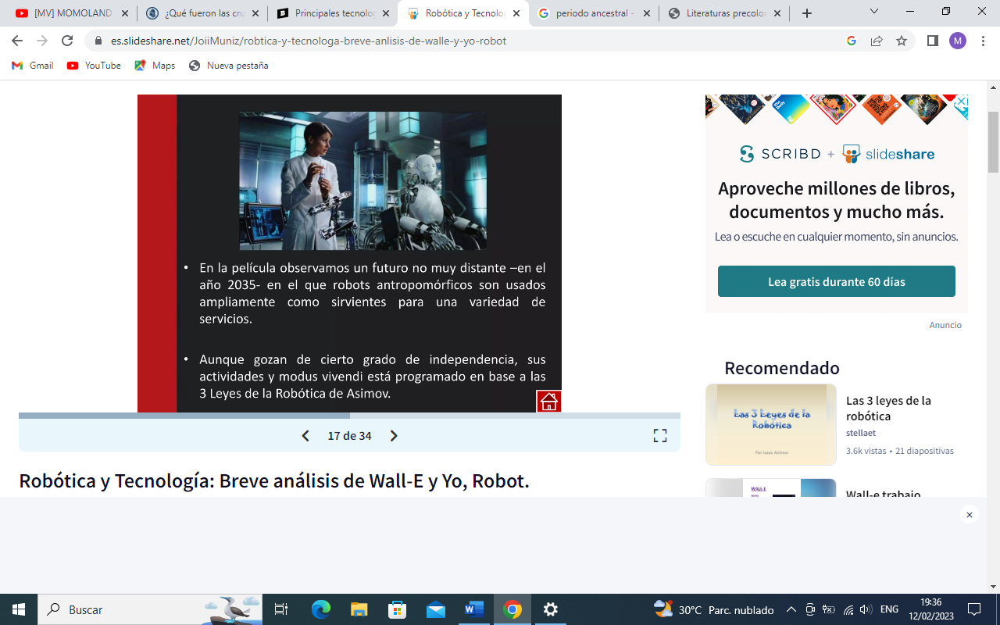 [MV] MOMOLAND
¿Qué fueron las cru
Principales tecnolog
Robótica y Tecnolog
periodo ancestral -
Literaturas precolor
es.slideshare.net/JoiiMuniz/robtica-y-tecnologa-breve-anlisis-de-walle-y-yo-robot
M
Gmail
YouTube
Maps
Nueva pestaña
• En la película observamos un futuro no muy distante –en el
año 2035- en el que robots antropomórficos son usados
ampliamente como sirvientes para una variedad de
servicios.
• Aunque gozan de cierto grado de independencia, sus
actividades y modus vivendi está programado en base a las
3 Leyes de la Robótica de Asimov.
17 de 34
Robótica y Tecnología: Breve análisis de Wall-E y Yo, Robot.
SCRIBD + slideshare
Aproveche millones de libros,
documentos y mucho más.
Lea o escuche en cualquier momento, sin anuncios.
Lea gratis durante 60 días
Anuncio
Recomendado
Las 3 Leyes de la
Robótica
Por Isaac Asimov
Las 3 leyes de la
robótica
stellaet
3.6k vistas • 21 diapositivas
WALL-E
Wall-e trabajo
Buscar
30°C Parc. nublado
ENG
19:36
12/02/2023